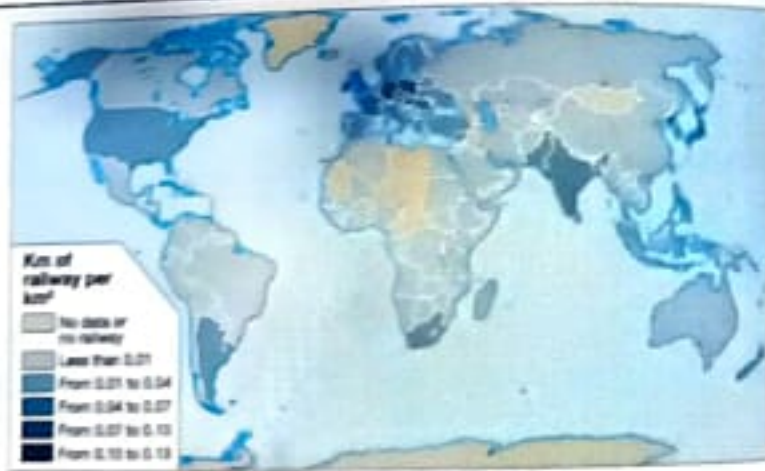 Km of
railway per
km²
No data or
no railway
Less than 0.01
From 0.01 to 0.04
From 0.04 to 0.07
From 0.07 to 0.10
From 0.10 to 0.13